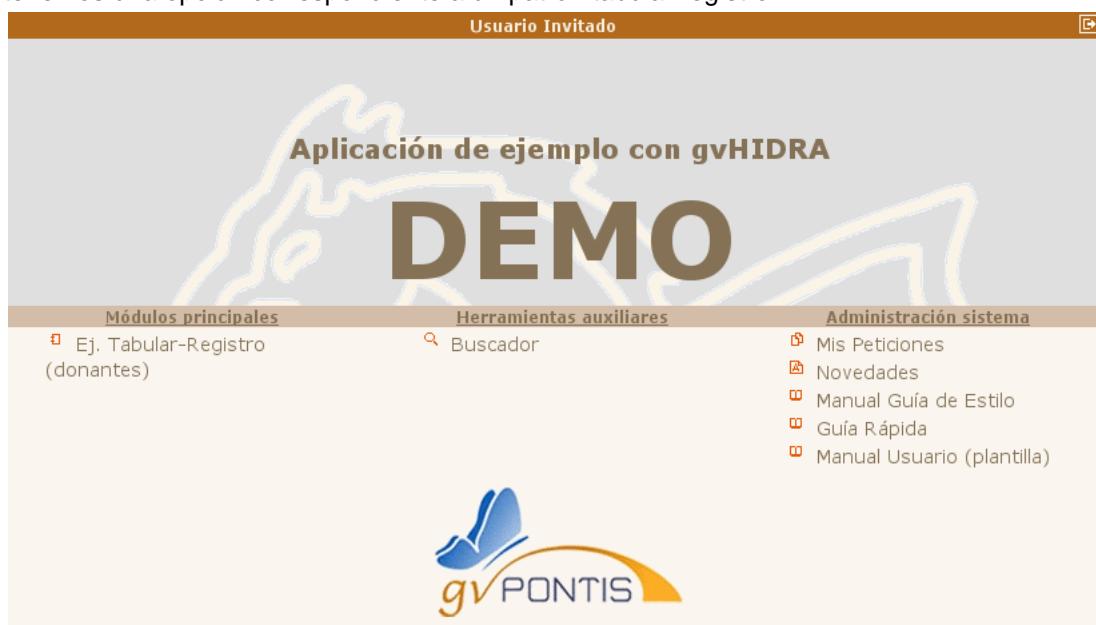 Usuario Invitado
Aplicación de ejemplo con gvHIDRA
DEMO
Módulos principales
Herramientas auxiliares
Administración sistema
Ej. Tabular-Registro
(donantes)
Buscador
Mis Peticiones
Novedades
Manual Guía de Estilo
Guía Rápida
Manual Usuario (plantilla)
gvPONTIS